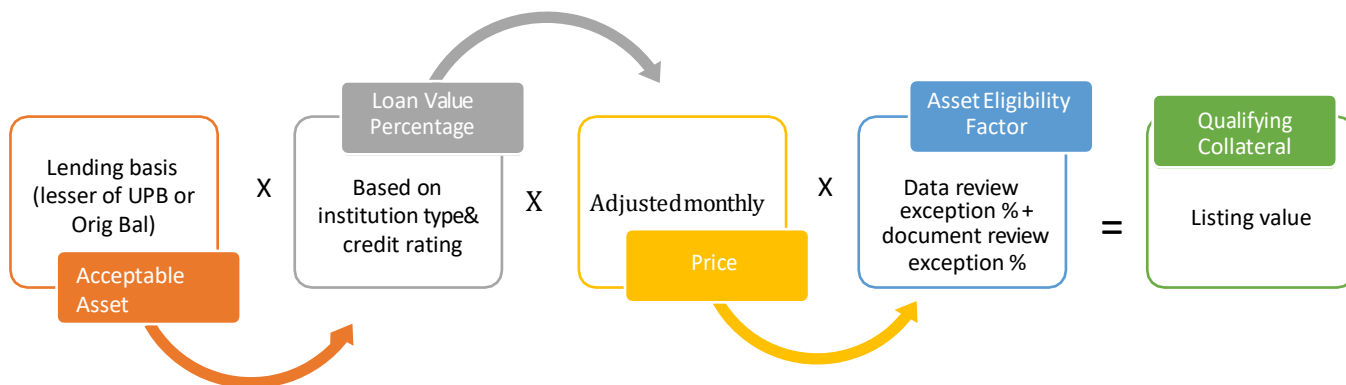 Lending basis
(lesser of UPB or
Orig Bal)
Acceptable
Asset
X
Loan Value
Percentage
Based on
institution type&
credit rating
X
Adjusted monthly
Price
X
Asset Eligibility
Factor
Data review
exception % +
document review
exception %
=
Qualifying
Collateral
Listing value